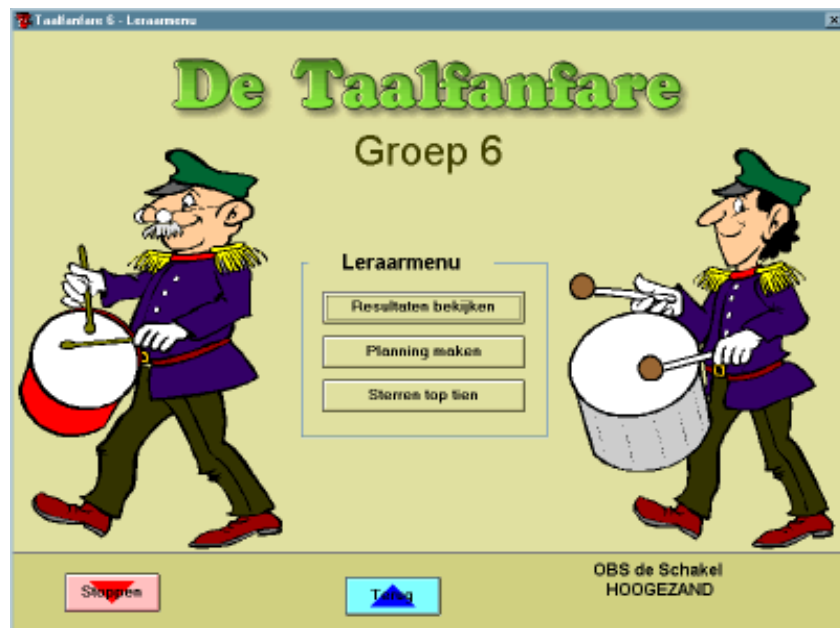 Taalfanfare 6 - Leraarmenu
De Taalfanfare
Groep 6
Leraarmenu
Resultaten bekijken
Planning maken
Sterren top tien
Stoppen
Terug
OBS de Schakel
HOOGEZAND